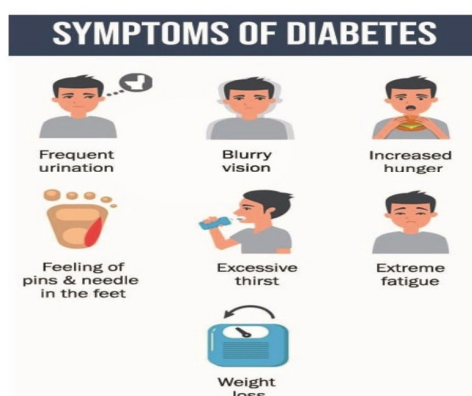 SYMPTOMS OF DIABETES
Frequent
urination
Blurry
vision
Increased
hunger
Feeling of
pins & needle
in the feet
Excessive
thirst
Extreme
fatigue
Weight
loss